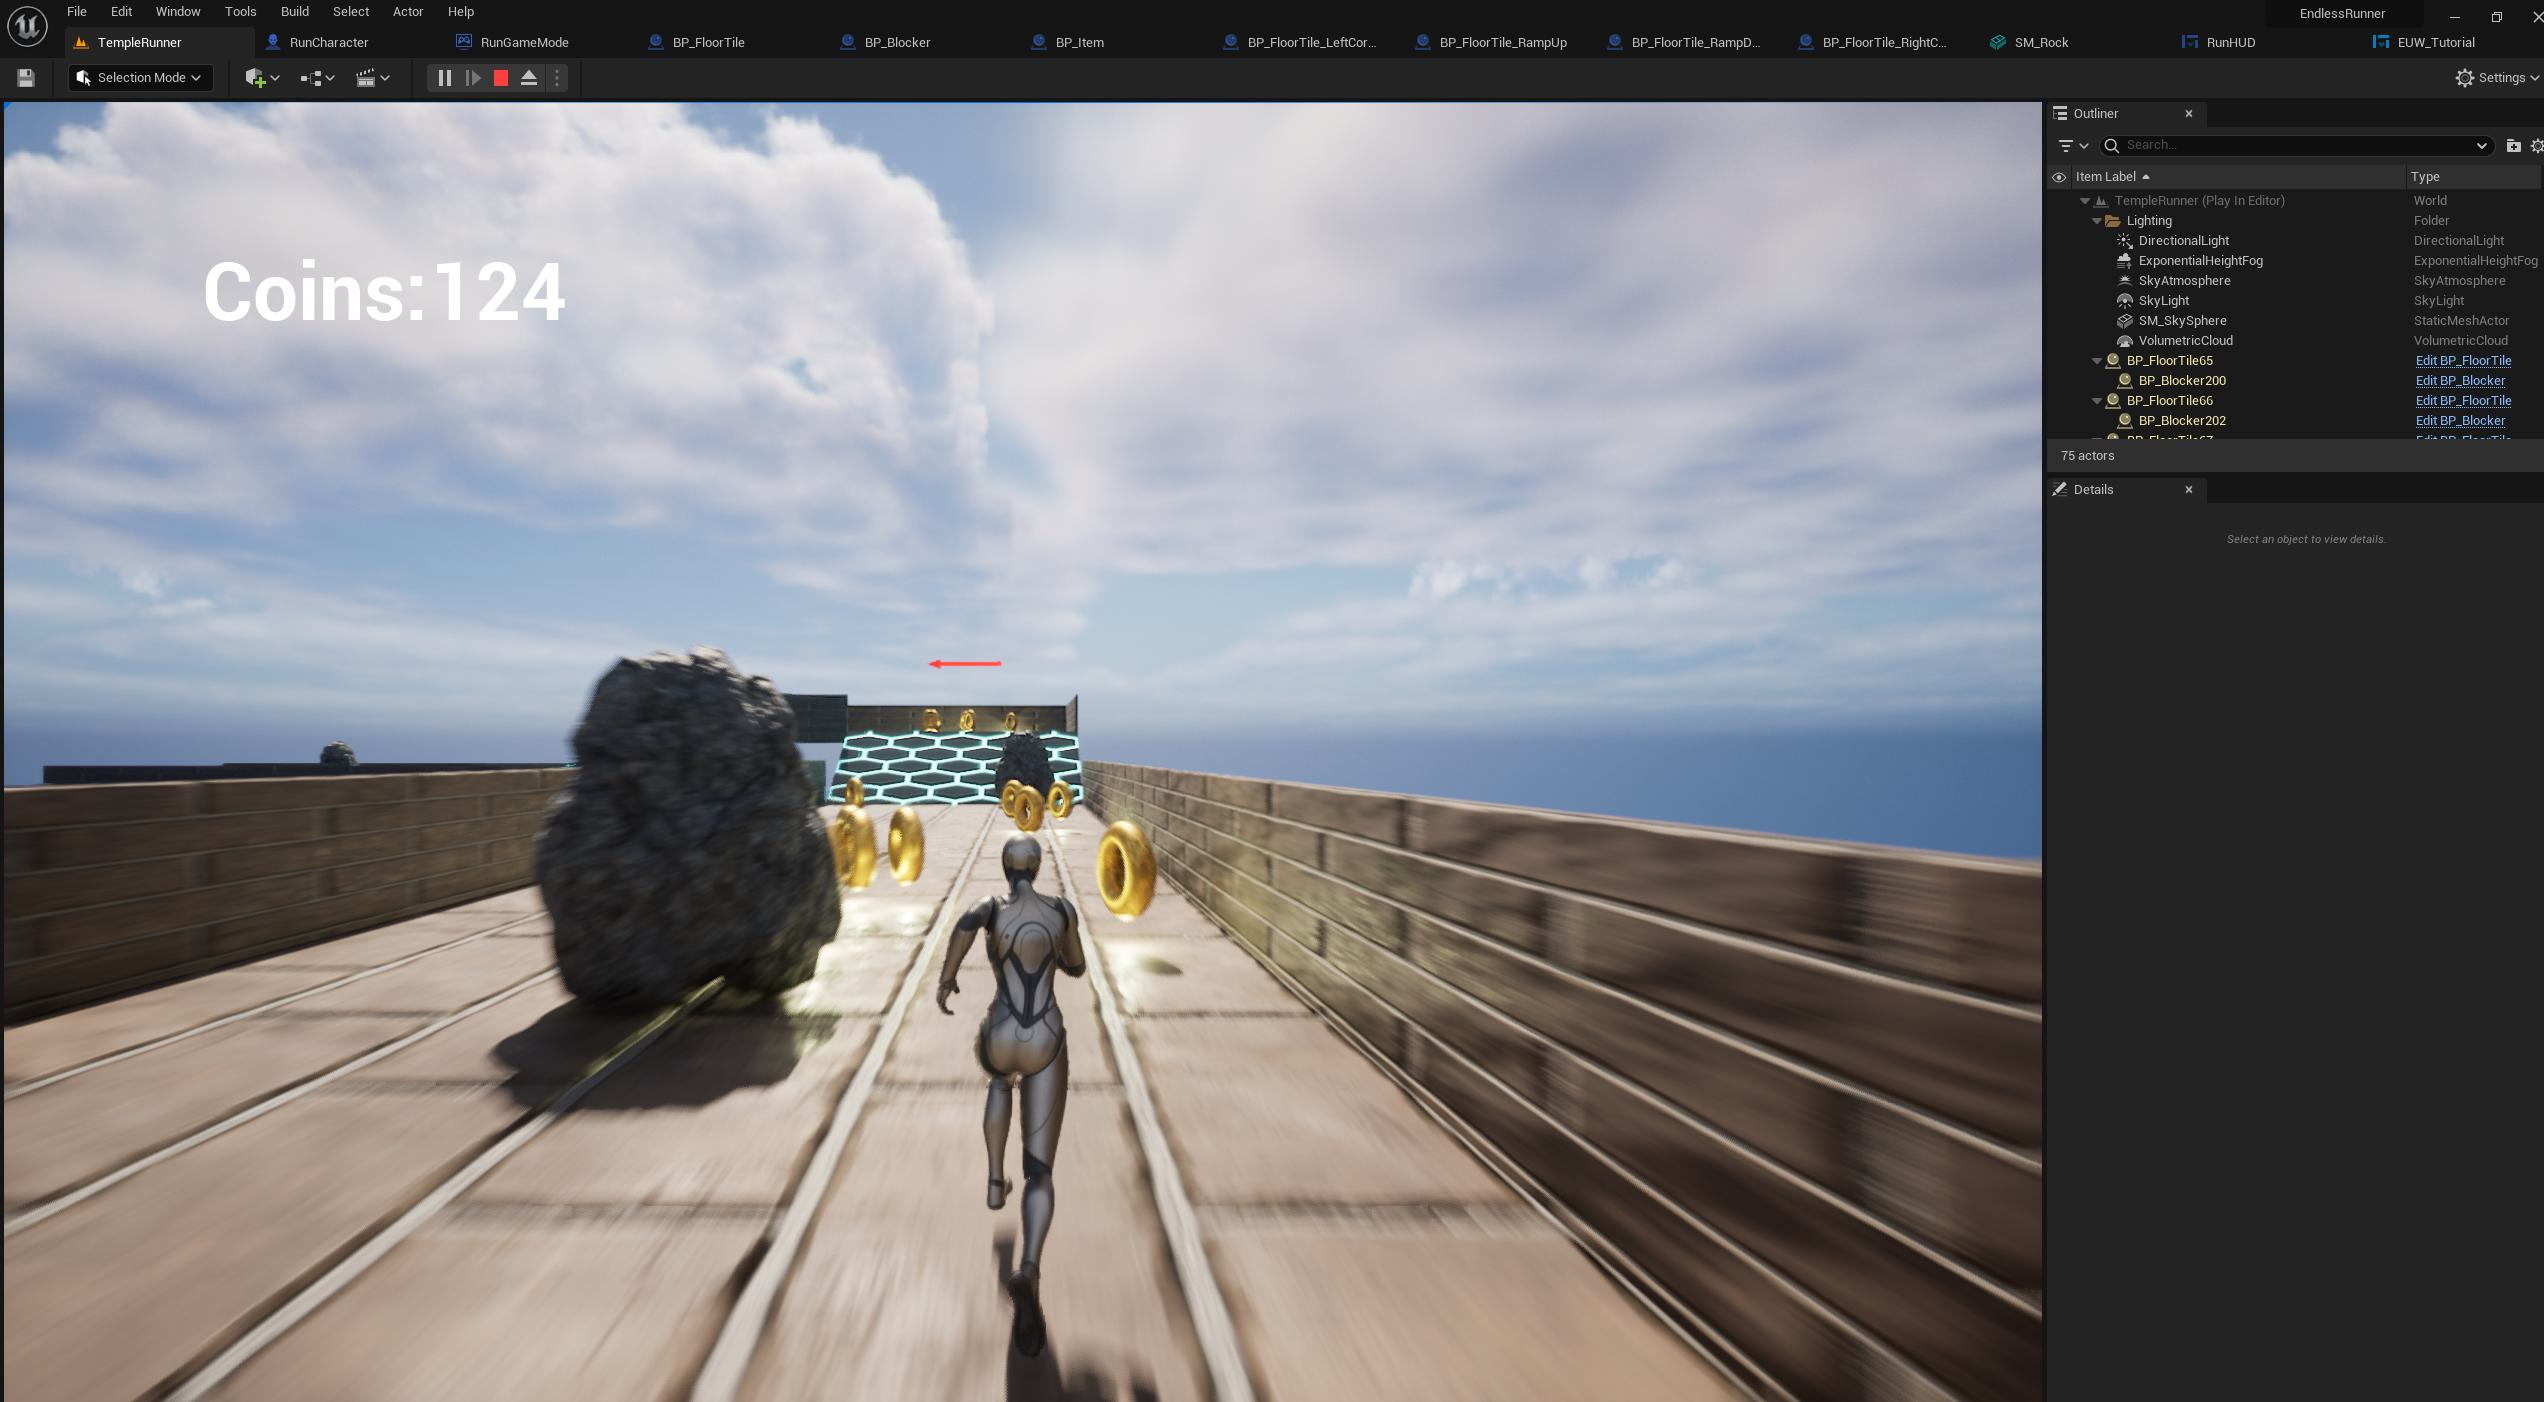 File Edit Window Tools Build Select Actor Help
EndlessRunner
TempleRunner RunCharacter RunGameMode BP_FloorTile BP_Blocker BP_Item BP_FloorTile_LeftCor... BP_FloorTile_RampUp BP_FloorTile_RampD... BP_FloorTile_RightC... SM_Rock RunHUD EUW_Tutorial
Selection Mode
Settings
Coins:124
Outliner
Search...
Item Label Type
TempleRunner (Play In Editor) World
Lighting Folder
DirectionalLight DirectionalLight
ExponentialHeightFog ExponentialHeightFog
SkyAtmosphere SkyAtmosphere
SkyLight SkyLight
SM_SkySphere StaticMeshActor
VolumetricCloud VolumetricCloud
BP_FloorTile65 Edit BP_FloorTile
BP_Blocker200 Edit BP_Blocker
BP_FloorTile66 Edit BP_FloorTile
BP_Blocker202 Edit BP_Blocker
75 actors
Details
Select an object to view details.